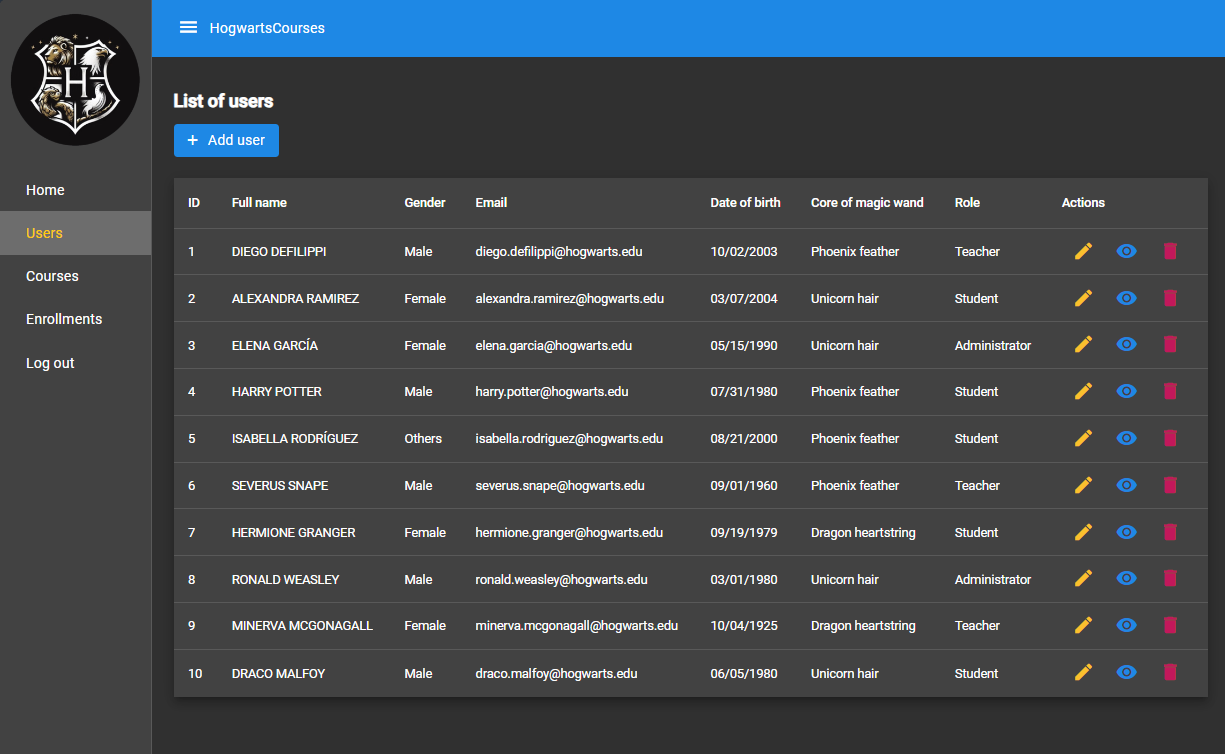 H
HogwartsCourses
Home
Users
Courses
Enrollments
Log out
List of users
+ Add user
ID Full name Gender Email Date of birth Core of magic wand Role Actions
1 DIEGO DEFILIPPI Male diego.defilippi@hogwarts.edu 10/02/2003 Phoenix feather Teacher
2 ALEXANDRA RAMIREZ Female alexandra.ramirez@hogwarts.edu 03/07/2004 Unicorn hair Student
3 ELENA GARCÍA Female elena.garcia@hogwarts.edu 05/15/1990 Unicorn hair Administrator
4 HARRY POTTER Male harry.potter@hogwarts.edu 07/31/1980 Phoenix feather Student
5 ISABELLA RODRÍGUEZ Others isabella.rodriguez@hogwarts.edu 08/21/2000 Phoenix feather Student
6 SEVERUS SNAPE Male severus.snape@hogwarts.edu 09/01/1960 Phoenix feather Teacher
7 HERMIONE GRANGER Female hermione.granger@hogwarts.edu 09/19/1979 Dragon heartstring Student
8 RONALD WEASLEY Male ronald.weasley@hogwarts.edu 03/01/1980 Unicorn hair Administrator
9 MINERVA MCGONAGALL Female minerva.mcgonagall@hogwarts.edu 10/04/1925 Dragon heartstring Teacher
10 DRACO MALFOY Male draco.malfoy@hogwarts.edu 06/05/1980 Unicorn hair Student